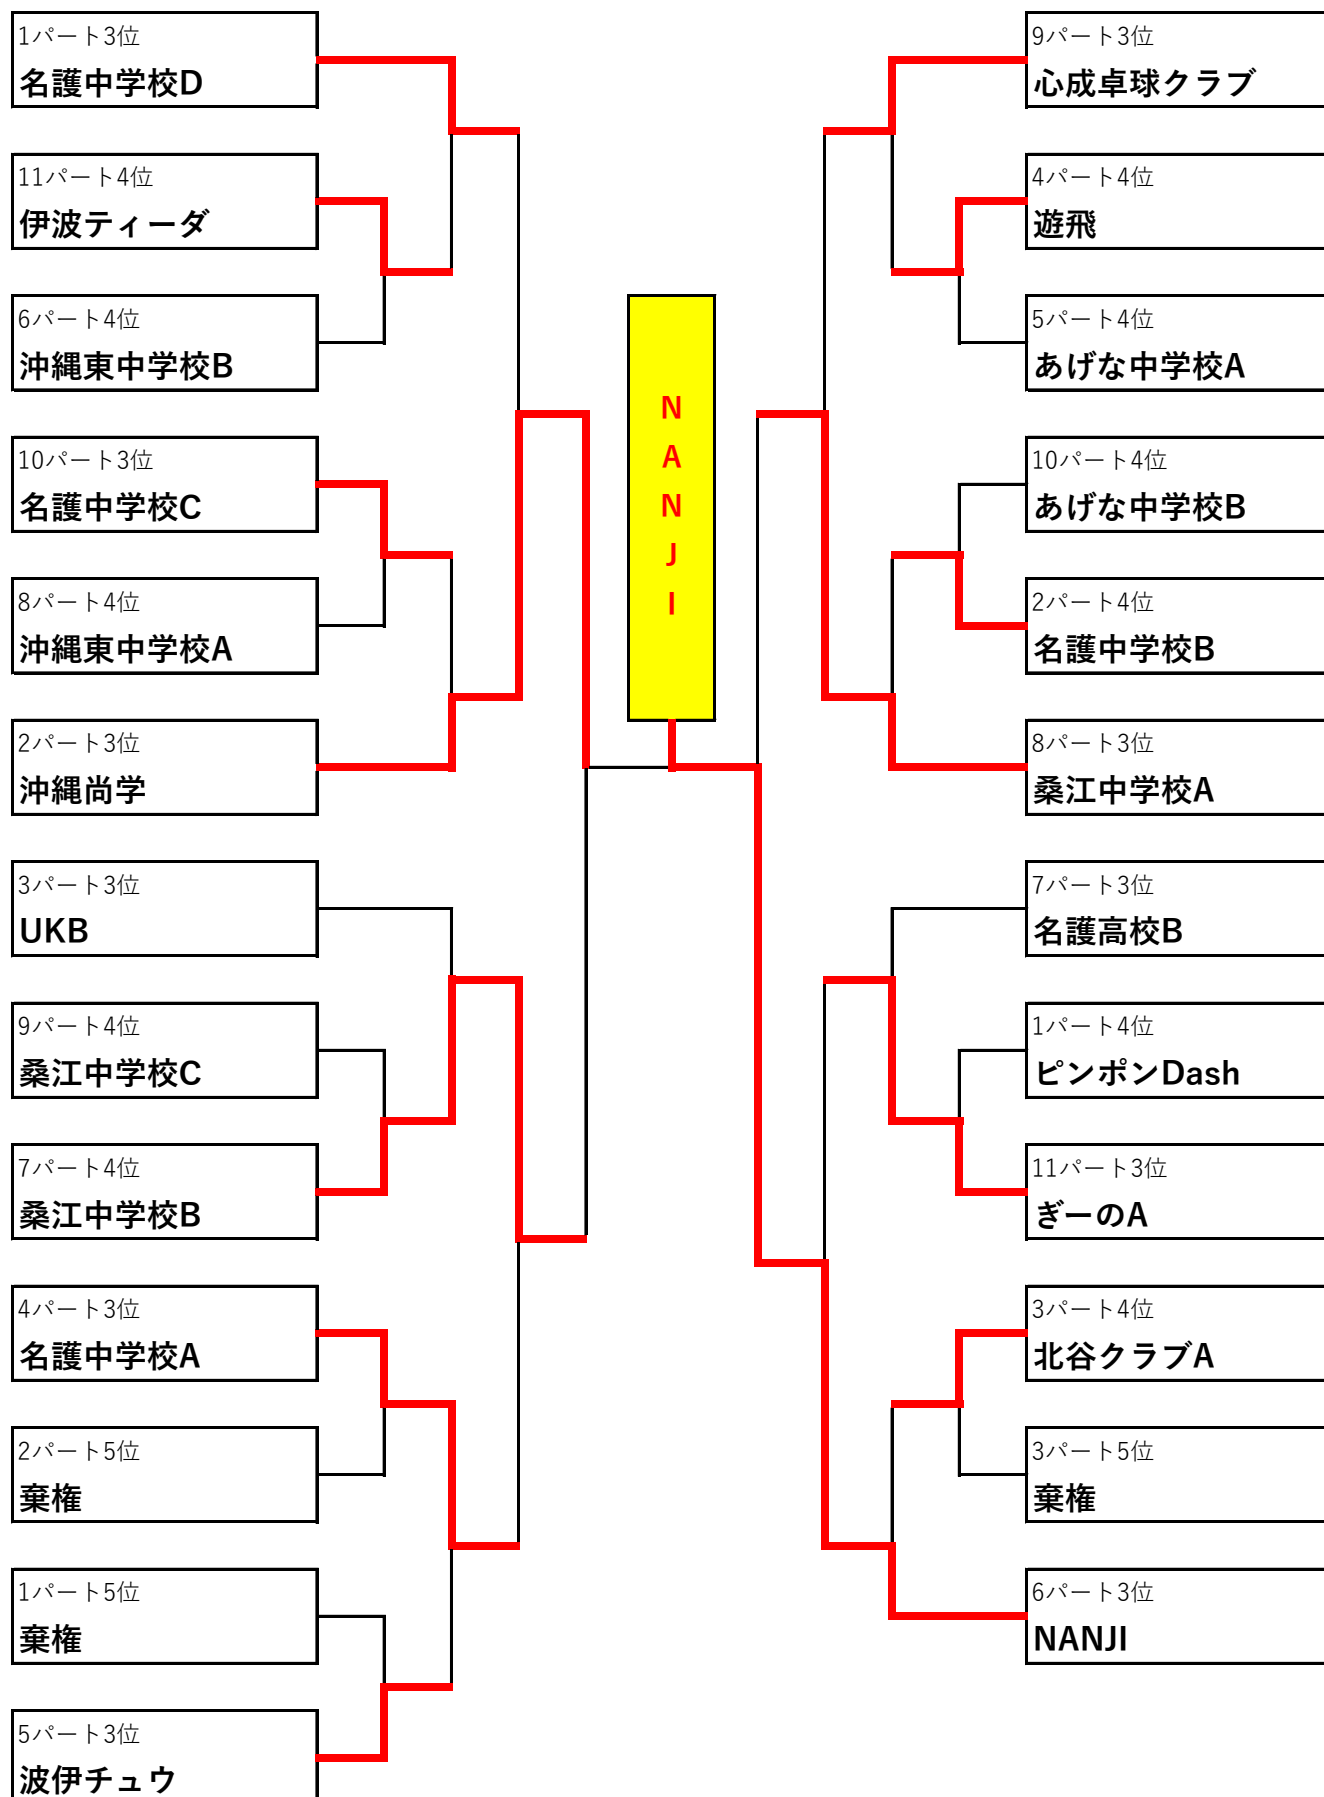 1パート3位
名護中学校D
11パート4位
伊波ティーダ
6パート4位
沖縄東中学校B
10パート3位
名護中学校C
8パート4位
沖縄東中学校A
2パート3位
沖縄尚学
3パート3位
UKB
9パート4位
桑江中学校C
7パート4位
桑江中学校B
4パート3位
名護中学校A
2パート5位
棄権
1パート5位
棄権
5パート3位
波伊チュウ
NANJI
9パート3位
心成卓球クラブ
4パート4位
遊飛
5パート4位
あげな中学校A
10パート4位
あげな中学校B
2パート4位
名護中学校B
8パート3位
桑江中学校A
7パート3位
名護高校B
1パート4位
ピンポンDash
11パート3位
ぎーのA
3パート4位
北谷クラブA
3パート5位
棄権
6パート3位
NANJI